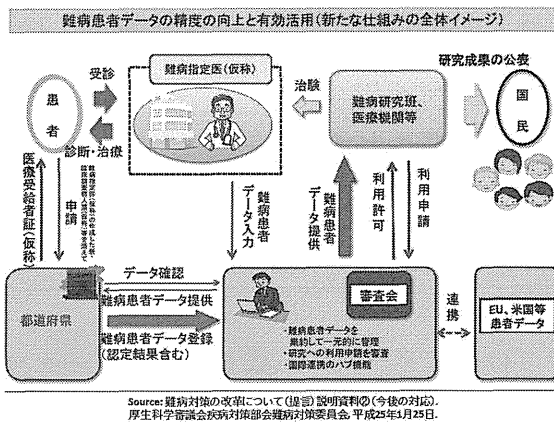 難病患者データの精度の向上と有効活用(新たな仕組みの全体イメージ)
患者
受診
診断・治療
難病指定医(仮称)
治験
難病研究班、
医療機関等
研究成果の公表
国民
医療受給者証(仮称)
申請
難病患者
データ入力
難病患者
データ提供
利用許可
利用申請
都道府県
データ確認
難病患者データ提供
難病患者データ登録
(認定結果含む)
審査会
・難病患者データを
集約して一元的に管理
・研究への利用申請を審査
・国際連携のハブ機能
連携
EU、米国等
患者データ
Source: 難病対策の改革について(提言)説明資料②(今後の対応).
厚生科学審議会疾病対策部会難病対策委員会, 平成25年1月25日.